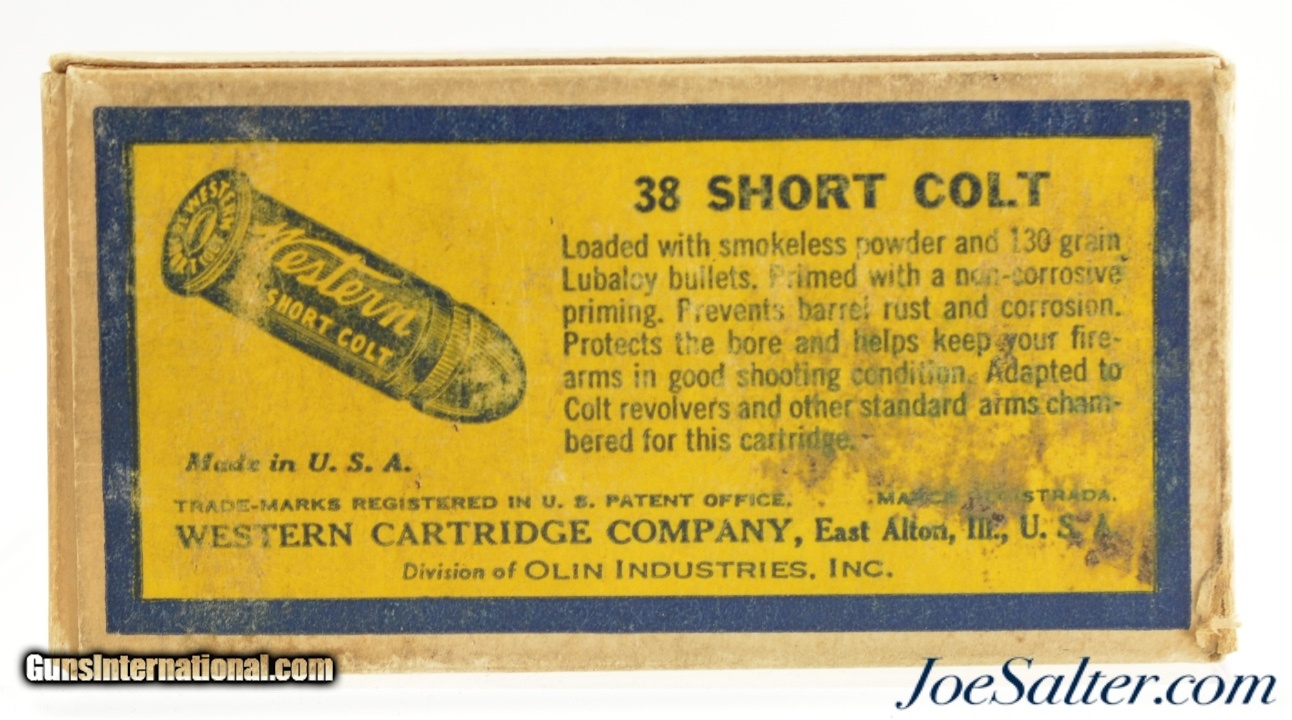 38 SHORT COLT
Loaded with smokeless powder and 130 grain
Lubaloy bullets. Primed with a non-corrosive
priming. Prevents barrel rust and corrosion.
Protects the bore and helps keep your fire-
arms in good shooting condition. Adapted to
Colt revolvers and other standard arms cham-
bered for this cartridge.
WESTERN
Western
SHORT COLT
Made in U. S. A.
TRADE-MARKS REGISTERED IN U. S. PATENT OFFICE. MARCA REGISTRADA.
WESTERN CARTRIDGE COMPANY, East Alton, Ill., U. S. A.
Division of OLIN INDUSTRIES, INC.
GunsInternational.com
JoeSalter.com